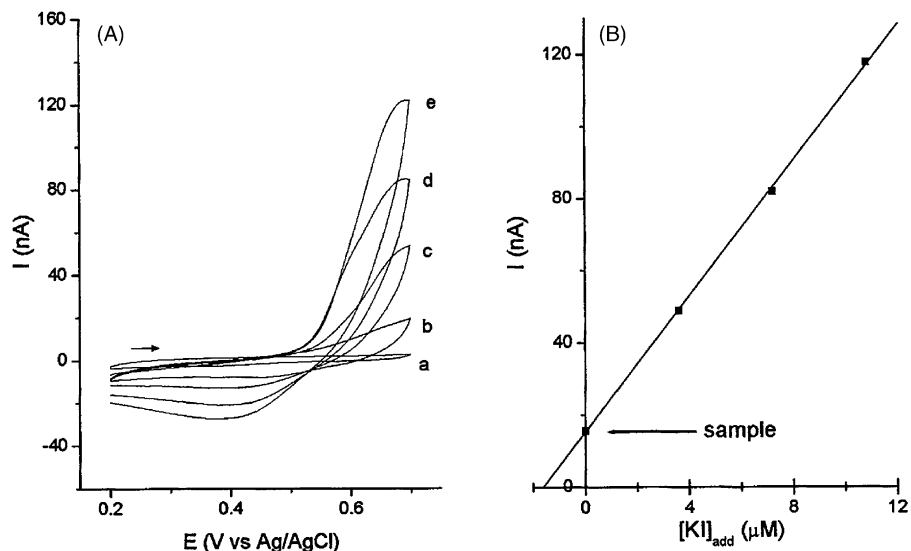 (A)
160
120
80
40
0
-40
I (nA)
e
d
c
b
a
0.2
0.4
0.6
E (V vs Ag/AgCl)
(B)
120
80
40
0
I (nA)
sample
0
4
8
12
[KI]add (μM)